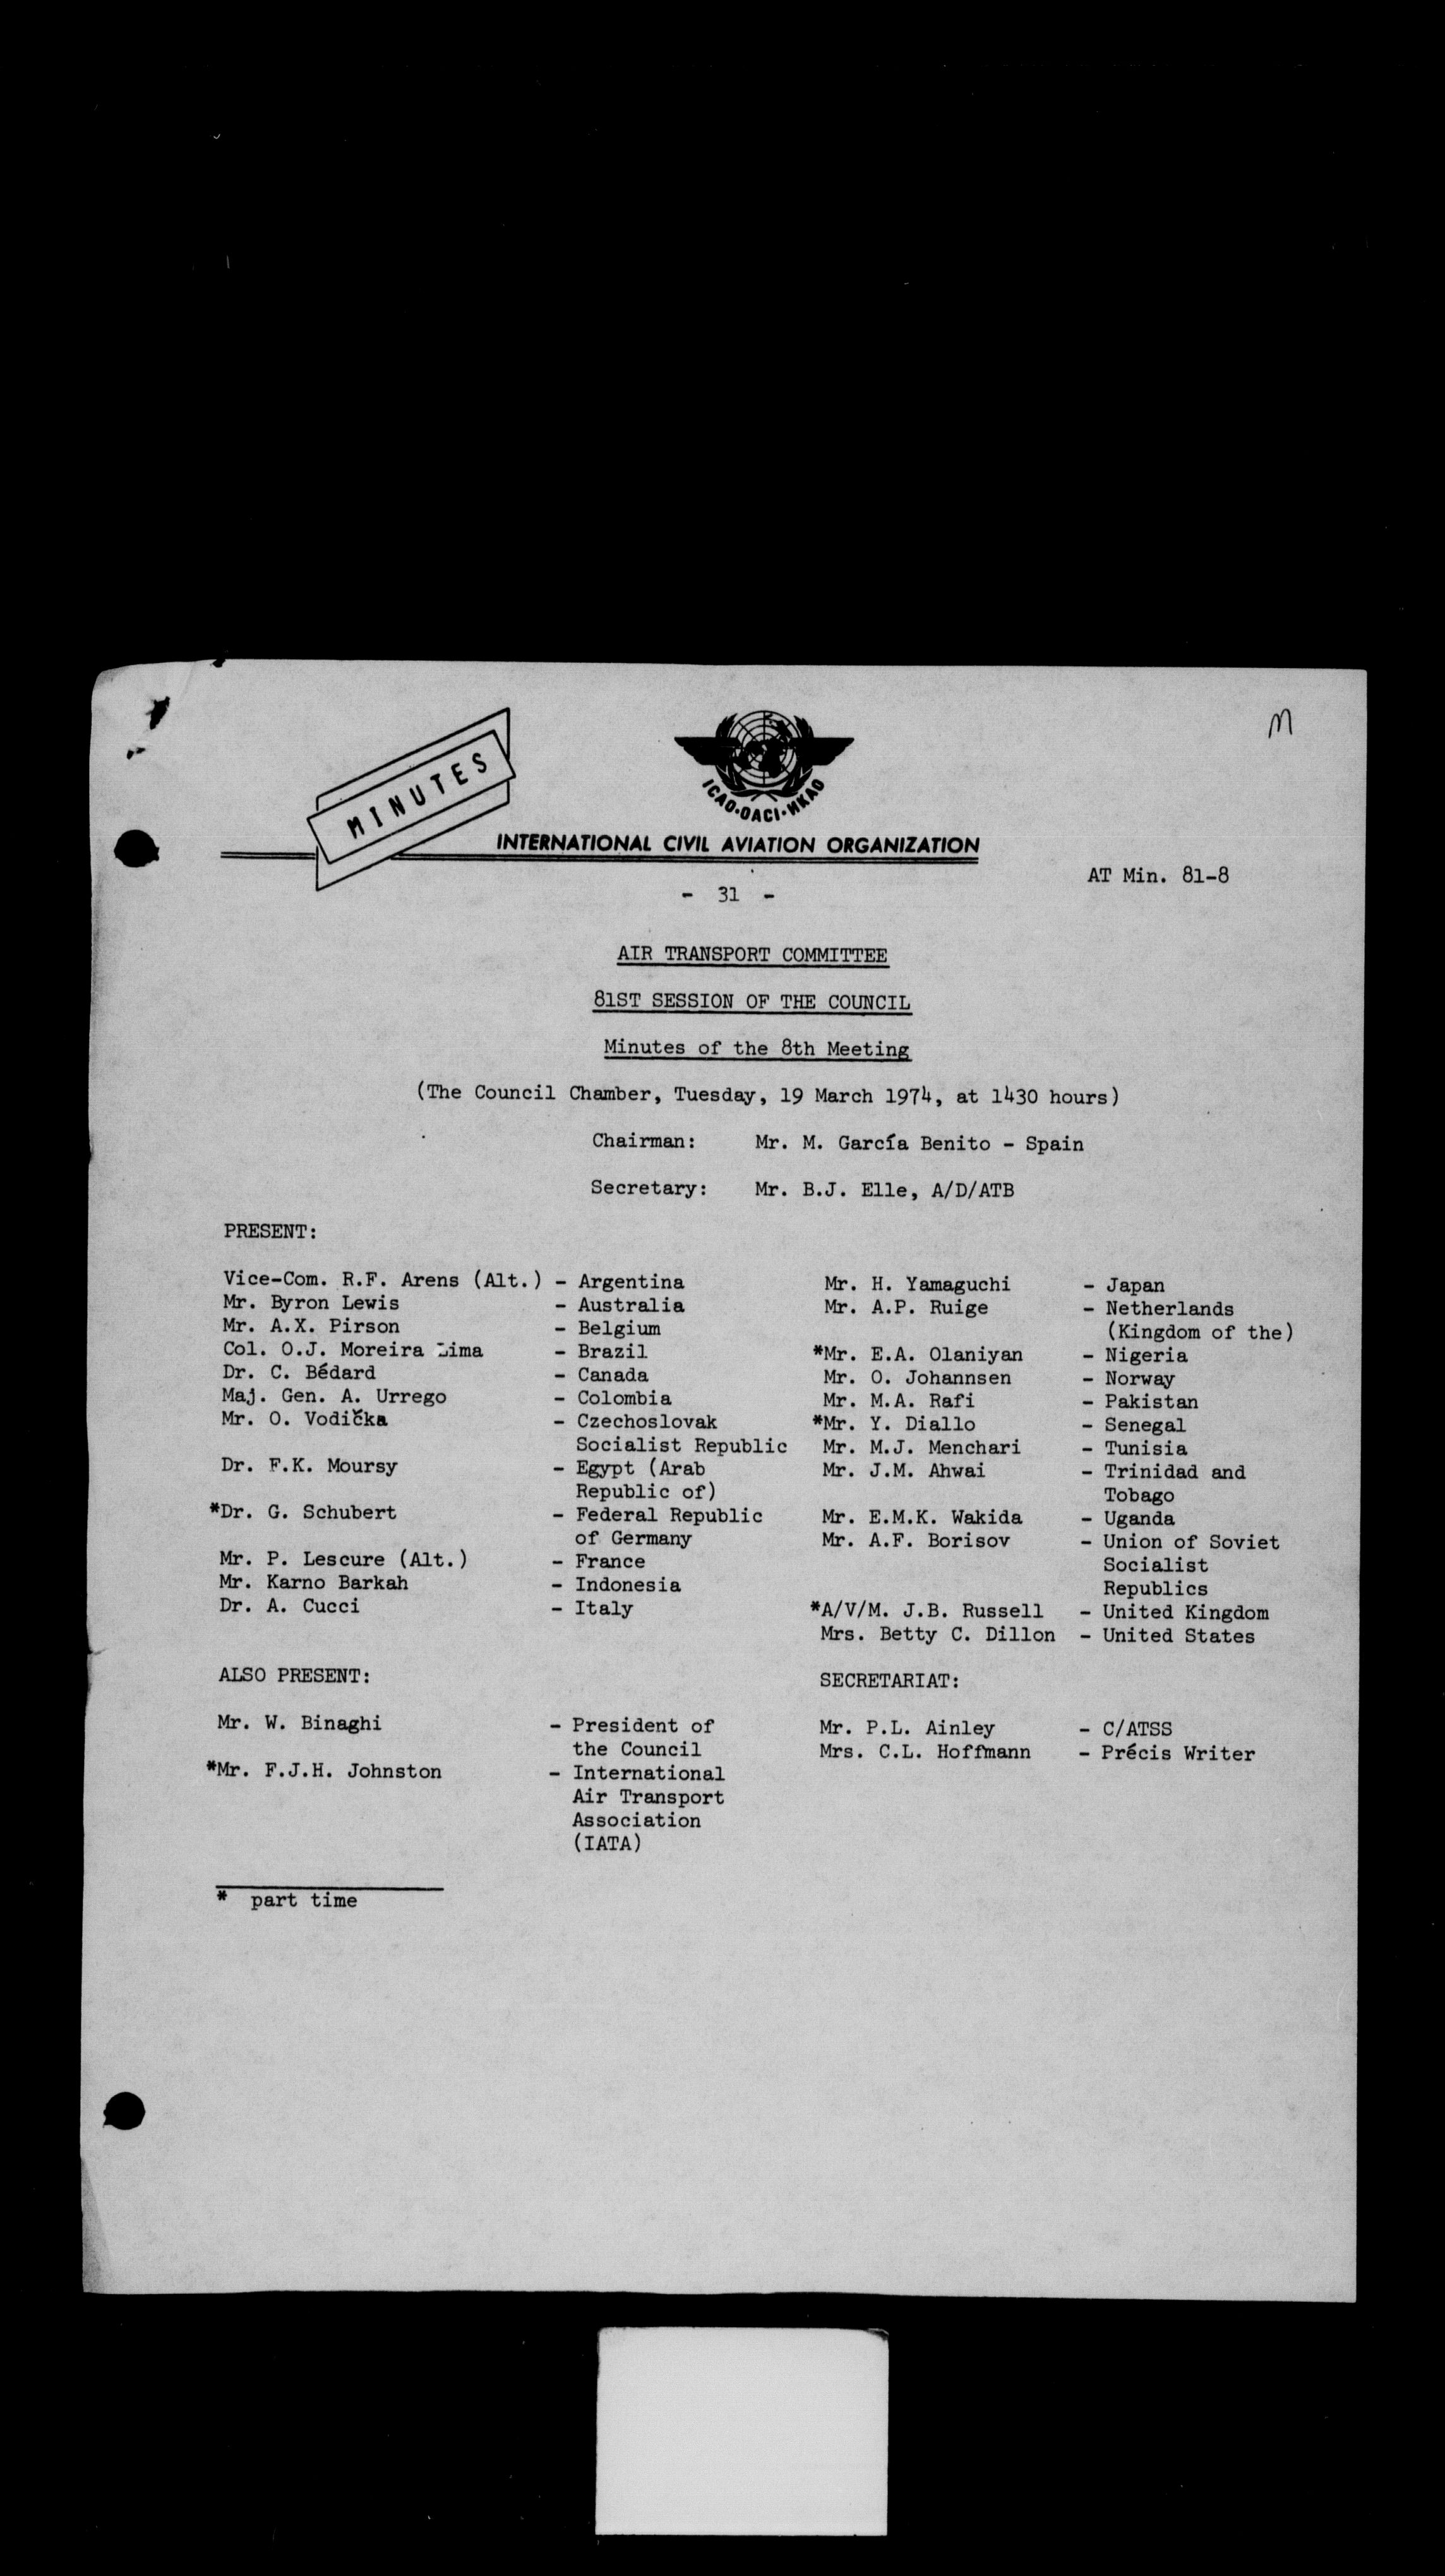 MINUTES
M
ICAO·OACI·ИКАО
INTERNATIONAL CIVIL AVIATION ORGANIZATION
AT Min. 81-8
- 31 -
AIR TRANSPORT COMMITTEE
81ST SESSION OF THE COUNCIL
Minutes of the 8th Meeting
(The Council Chamber, Tuesday, 19 March 1974, at 1430 hours)
Chairman: Mr. M. García Benito - Spain
Secretary: Mr. B.J. Elle, A/D/ATB
PRESENT:
Vice-Com. R.F. Arens (Alt.) - Argentina
Mr. Byron Lewis - Australia
Mr. A.X. Pirson - Belgium
Col. O.J. Moreira Lima - Brazil
Dr. C. Bédard - Canada
Maj. Gen. A. Urrego - Colombia
Mr. O. Vodička - Czechoslovak
Socialist Republic
Dr. F.K. Moursy - Egypt (Arab
Republic of)
*Dr. G. Schubert - Federal Republic
of Germany
Mr. P. Lescure (Alt.) - France
Mr. Karno Barkah - Indonesia
Dr. A. Cucci - Italy
Mr. H. Yamaguchi - Japan
Mr. A.P. Ruige - Netherlands
(Kingdom of the)
*Mr. E.A. Olaniyan - Nigeria
Mr. O. Johannsen - Norway
Mr. M.A. Rafi - Pakistan
*Mr. Y. Diallo - Senegal
Mr. M.J. Menchari - Tunisia
Mr. J.M. Ahwai - Trinidad and
Tobago
Mr. E.M.K. Wakida - Uganda
Mr. A.F. Borisov - Union of Soviet
Socialist
Republics
*A/V/M. J.B. Russell - United Kingdom
Mrs. Betty C. Dillon - United States
ALSO PRESENT:
Mr. W. Binaghi - President of
the Council
*Mr. F.J.H. Johnston - International
Air Transport
Association
(IATA)
SECRETARIAT:
Mr. P.L. Ainley - C/ATSS
Mrs. C.L. Hoffmann - Précis Writer
* part time